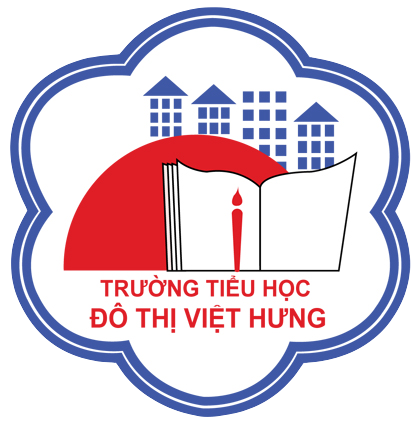 TRƯỜNG TIỂU HỌC
ĐÔ THỊ VIỆT HƯNG